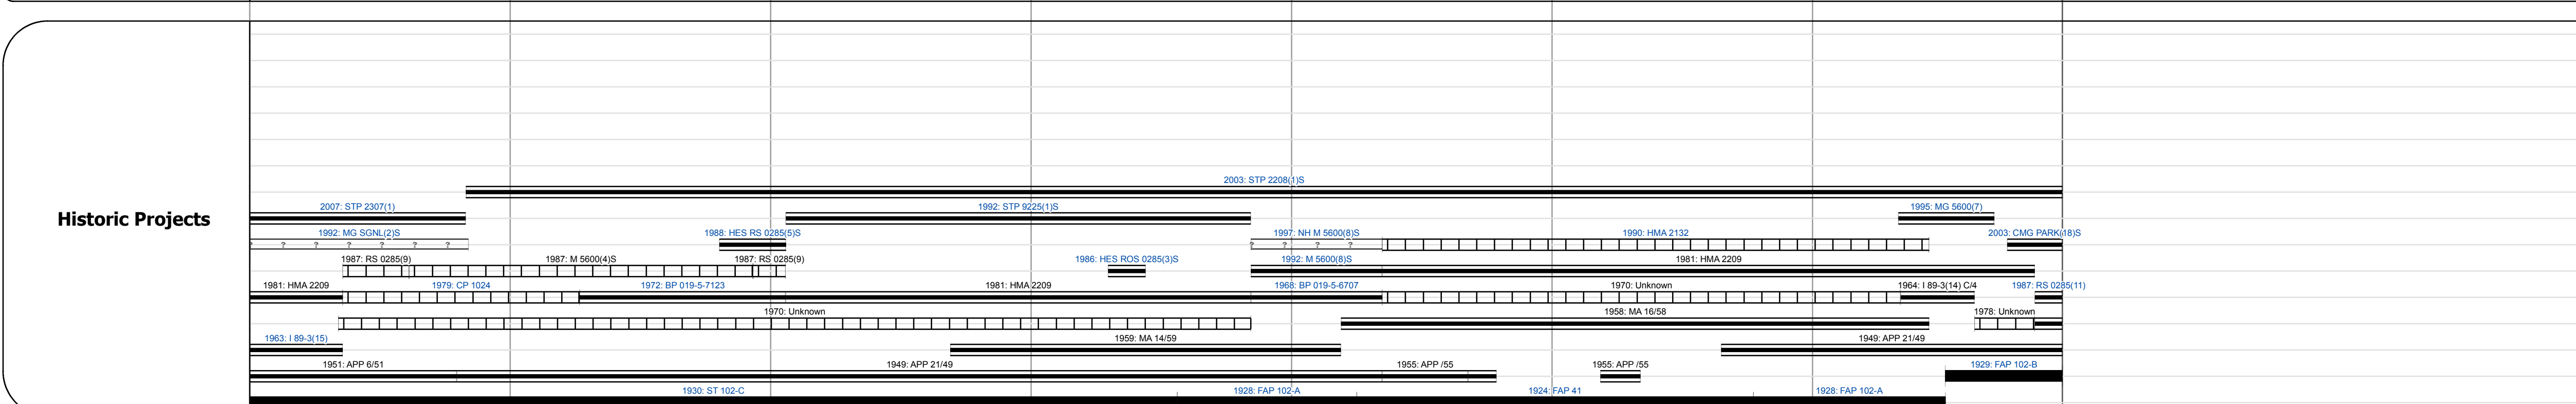 2003: STP 2208(1)S
Historic Projects
2007: STP 2307(1)
1992: STP 9225(1)S
1995: MG 5600(7)
1992: MG SGNL(2)S
1988: HES RS 0285(5)S
1997: NH M 5600(8)S
1990: HMA 2132
2003: CMG PARK(18)S
1987: RS 0285(9)
1987: M 5600(4)S
1987: RS 0285(9)
1986: HES ROS 0285(3)S
1992: M 5600(8)S
1981: HMA 2209
1981: HMA 2209
1979: CP 1024
1972: BP 019-5-7123
1981: HMA 2209
1968: BP 019-5-6707
1970: Unknown
1964: I 89-3(14) C/4
1987: RS 0285(11)
1970: Unknown
1958: MA 16/58
1978: Unknown
1963: I 89-3(15)
1959: MA 14/59
1949: APP 21/49
1951: APP 6/51
1949: APP 21/49
1955: APP /55
1955: APP /55
1929: FAP 102-B
1930: ST 102-C
1928: FAP 102-A
1924: FAP 41
1928: FAP 102-A